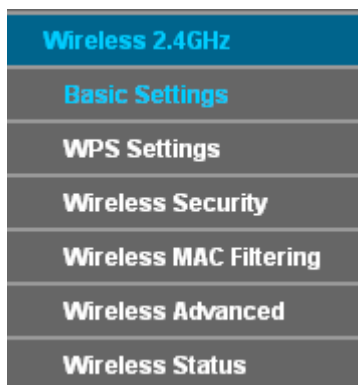 Wireless 2.4GHz
Basic Settings
WPS Settings
Wireless Security
Wireless MAC Filtering
Wireless Advanced
Wireless Status